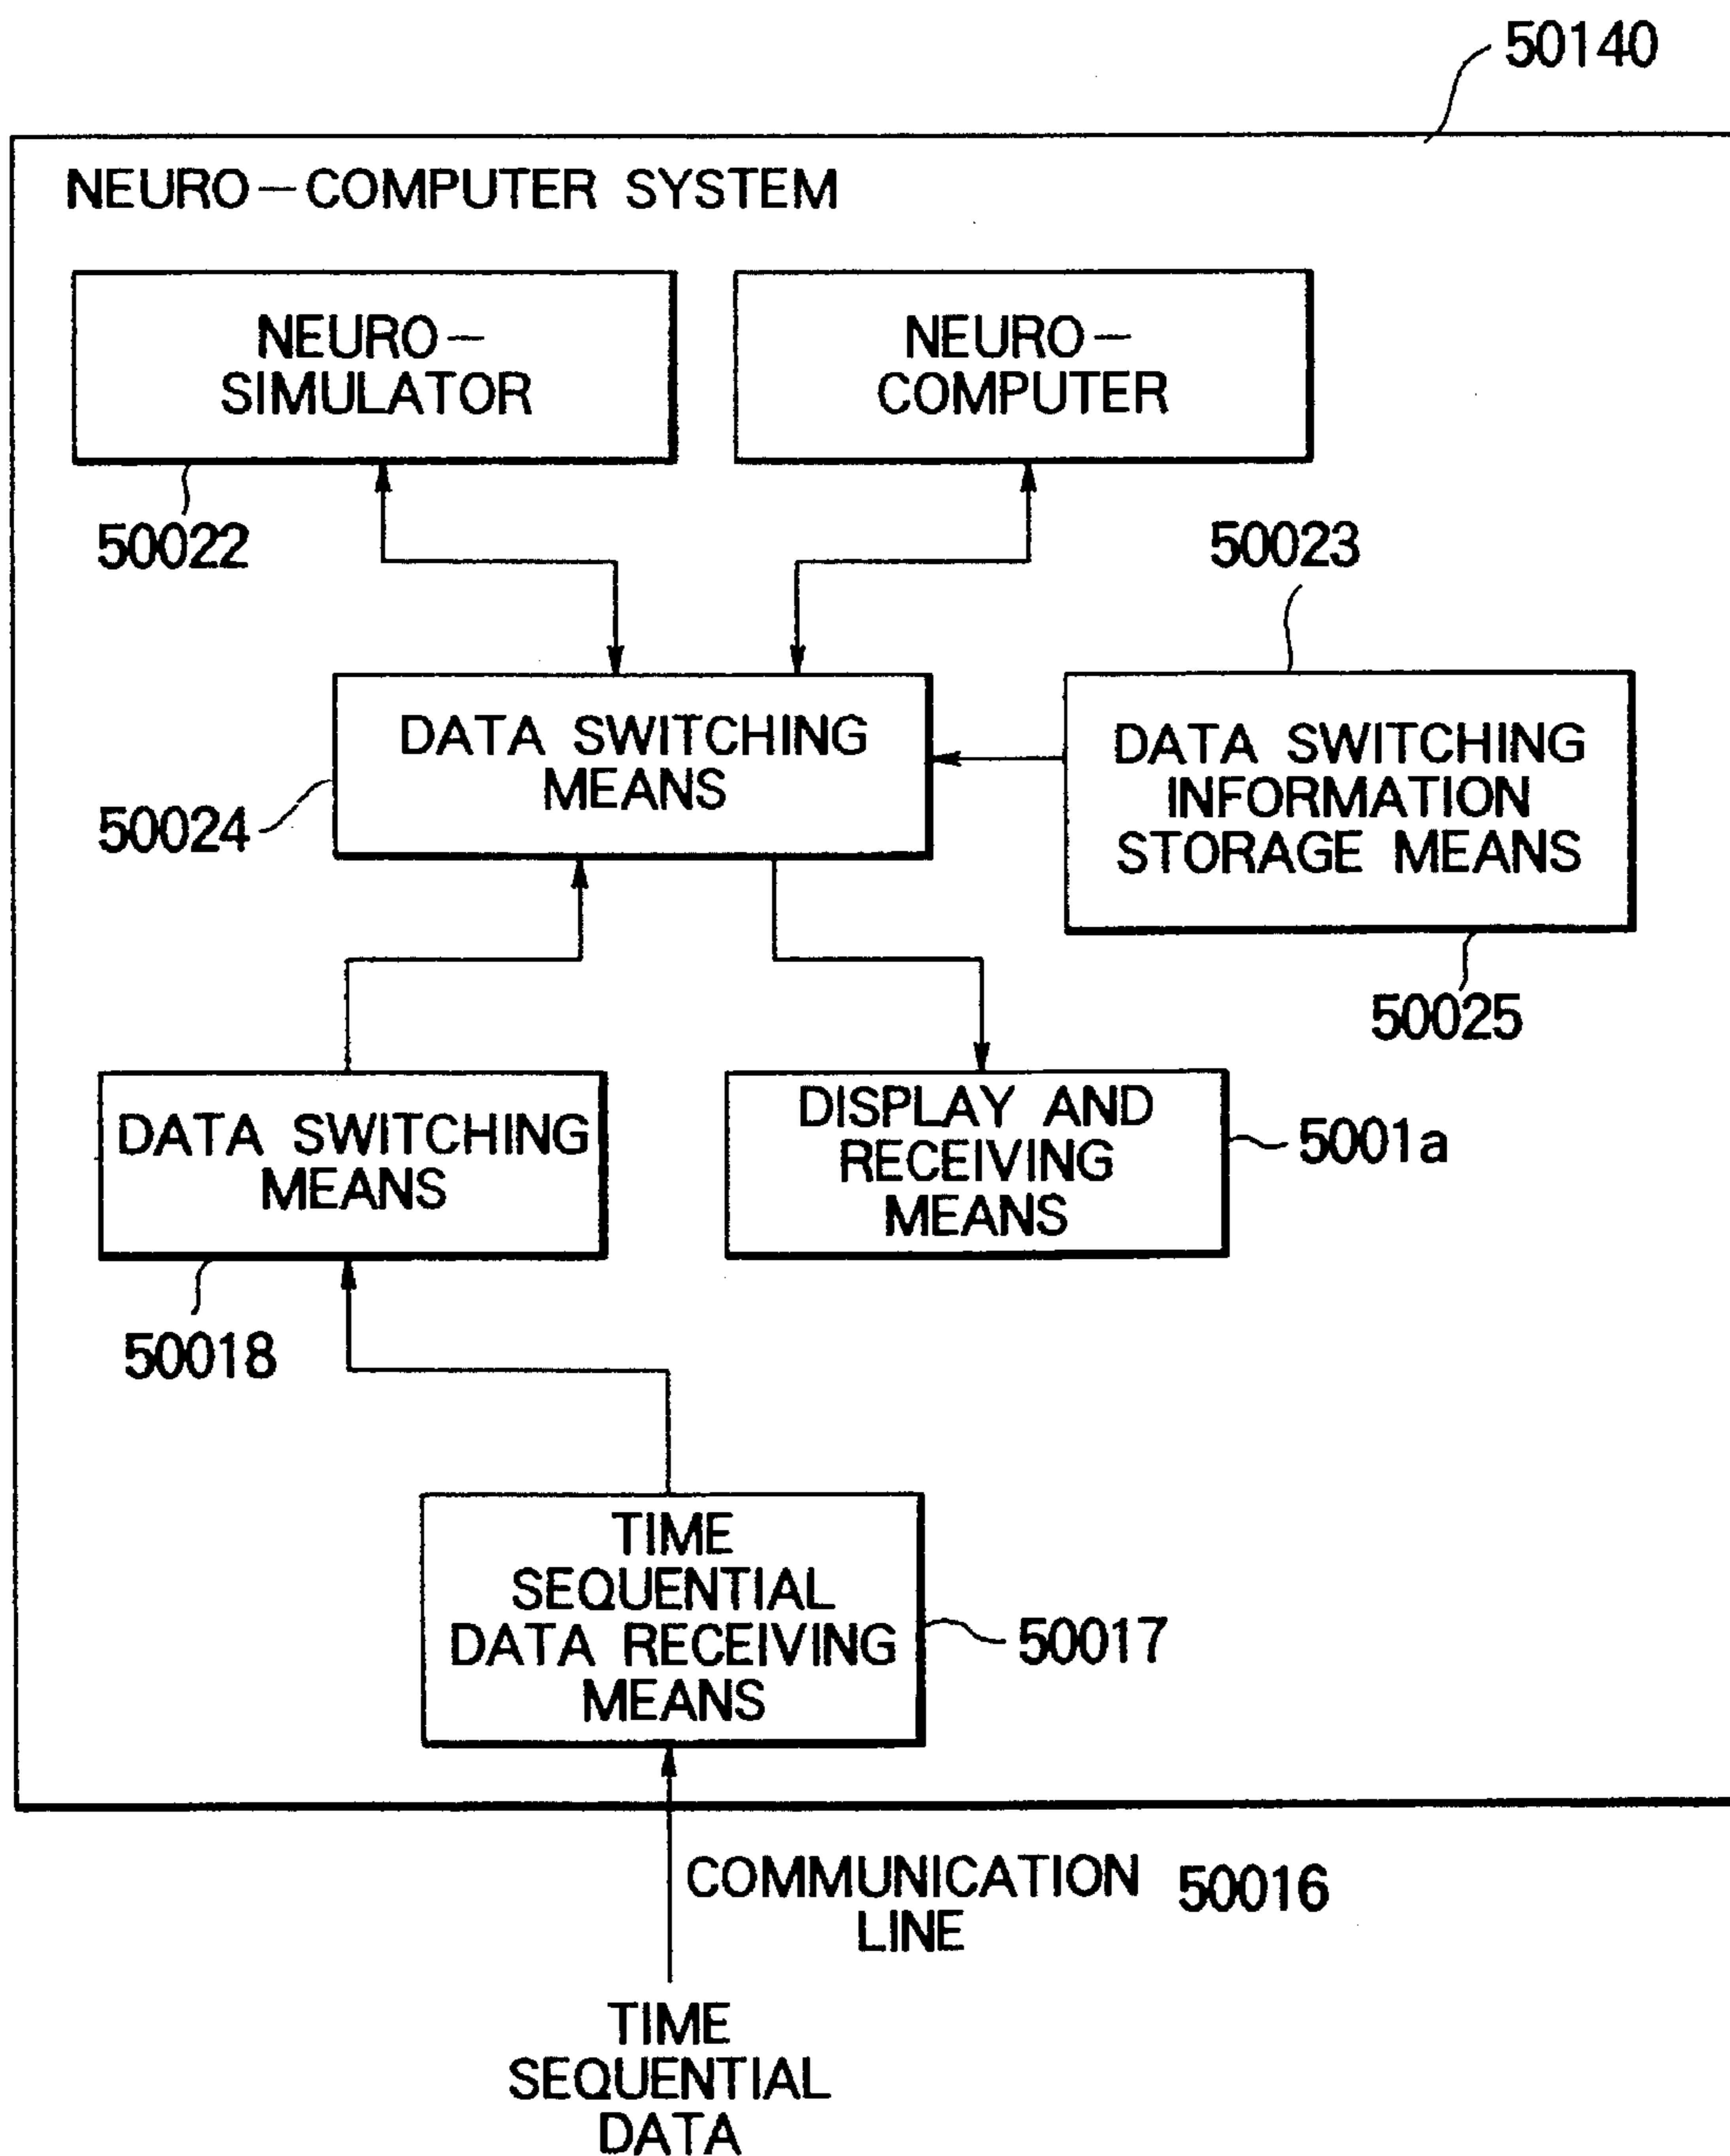 50140
NEURO-COMPUTER SYSTEM
NEURO-
SIMULATOR
NEURO-
COMPUTER
50022
50023
DATA SWITCHING
MEANS
DATA SWITCHING
INFORMATION
STORAGE MEANS
50024
50025
DATA SWITCHING
MEANS
DISPLAY AND
RECEIVING
MEANS
5001a
50018
TIME
SEQUENTIAL
DATA RECEIVING
MEANS
50017
COMMUNICATION
LINE
50016
TIME
SEQUENTIAL
DATA